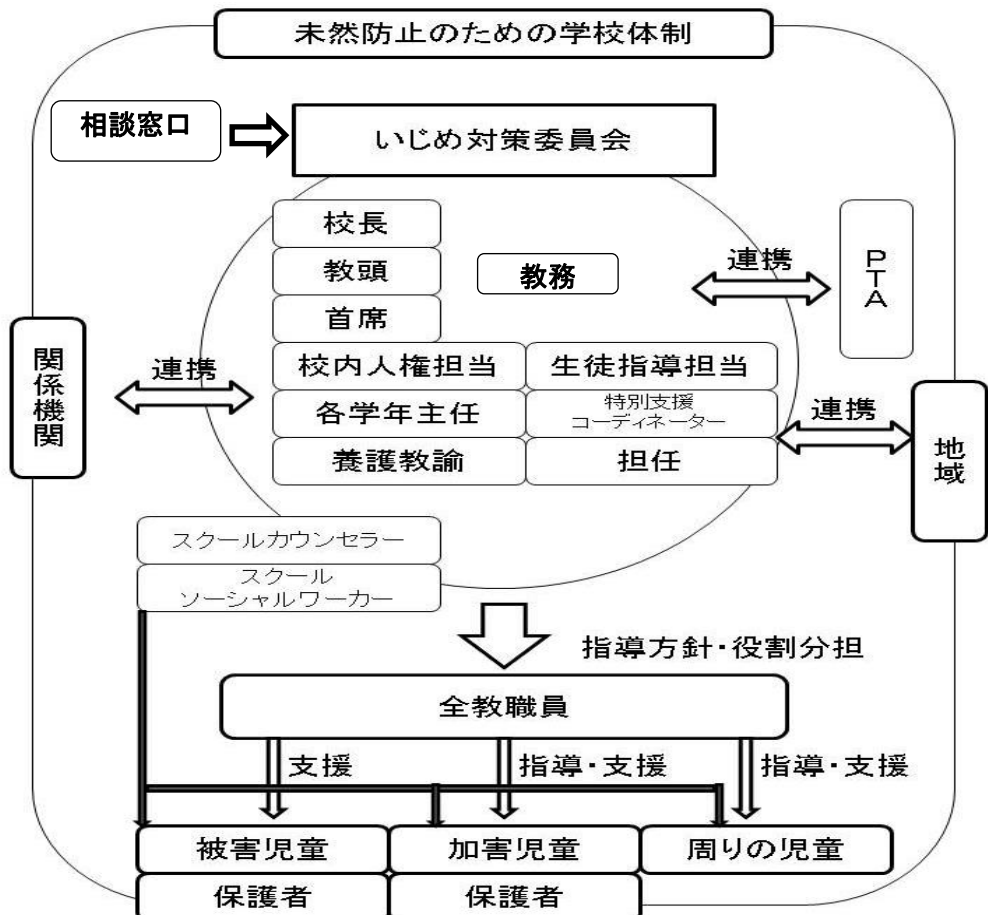 未然防止のための学校体制
相談窓口
いじめ対策委員会
校長
教頭
首席
教務
連携
PTA
関係機関
連携
校内人権担当
生徒指導担当
各学年主任
特別支援
コーディネーター
養護教諭
担任
連携
地域
スクールカウンセラー
スクール
ソーシャルワーカー
指導方針・役割分担
全教職員
支援
指導・支援
指導・支援
被害児童
加害児童
周りの児童
保護者
保護者